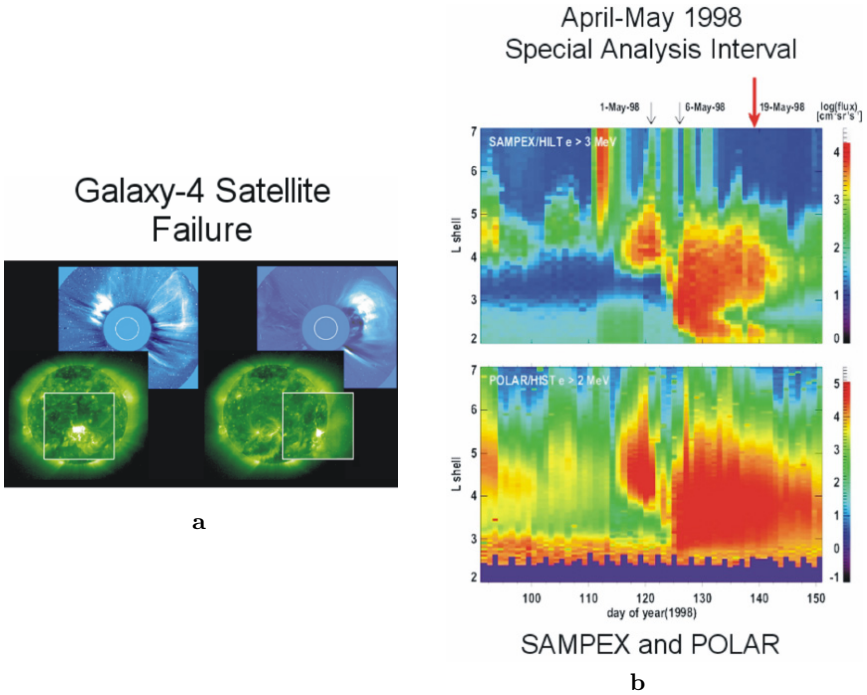 Galaxy-4 Satellite
Failure
a
April-May 1998
Special Analysis Interval
1-May-98
6-May-98
19-May-98
log(flux)
[cm²sr s]⁻¹
SAMPEX/HILT e > 3 MeV
L shell
7
6
5
4
3
2
4
3
2
1
0
POLAR/HIST e > 2 MeV
L shell
7
6
5
4
3
2
5
4
3
2
1
0
-1
100
110
120
130
140
150
day of year(1998)
SAMPEX and POLAR
b